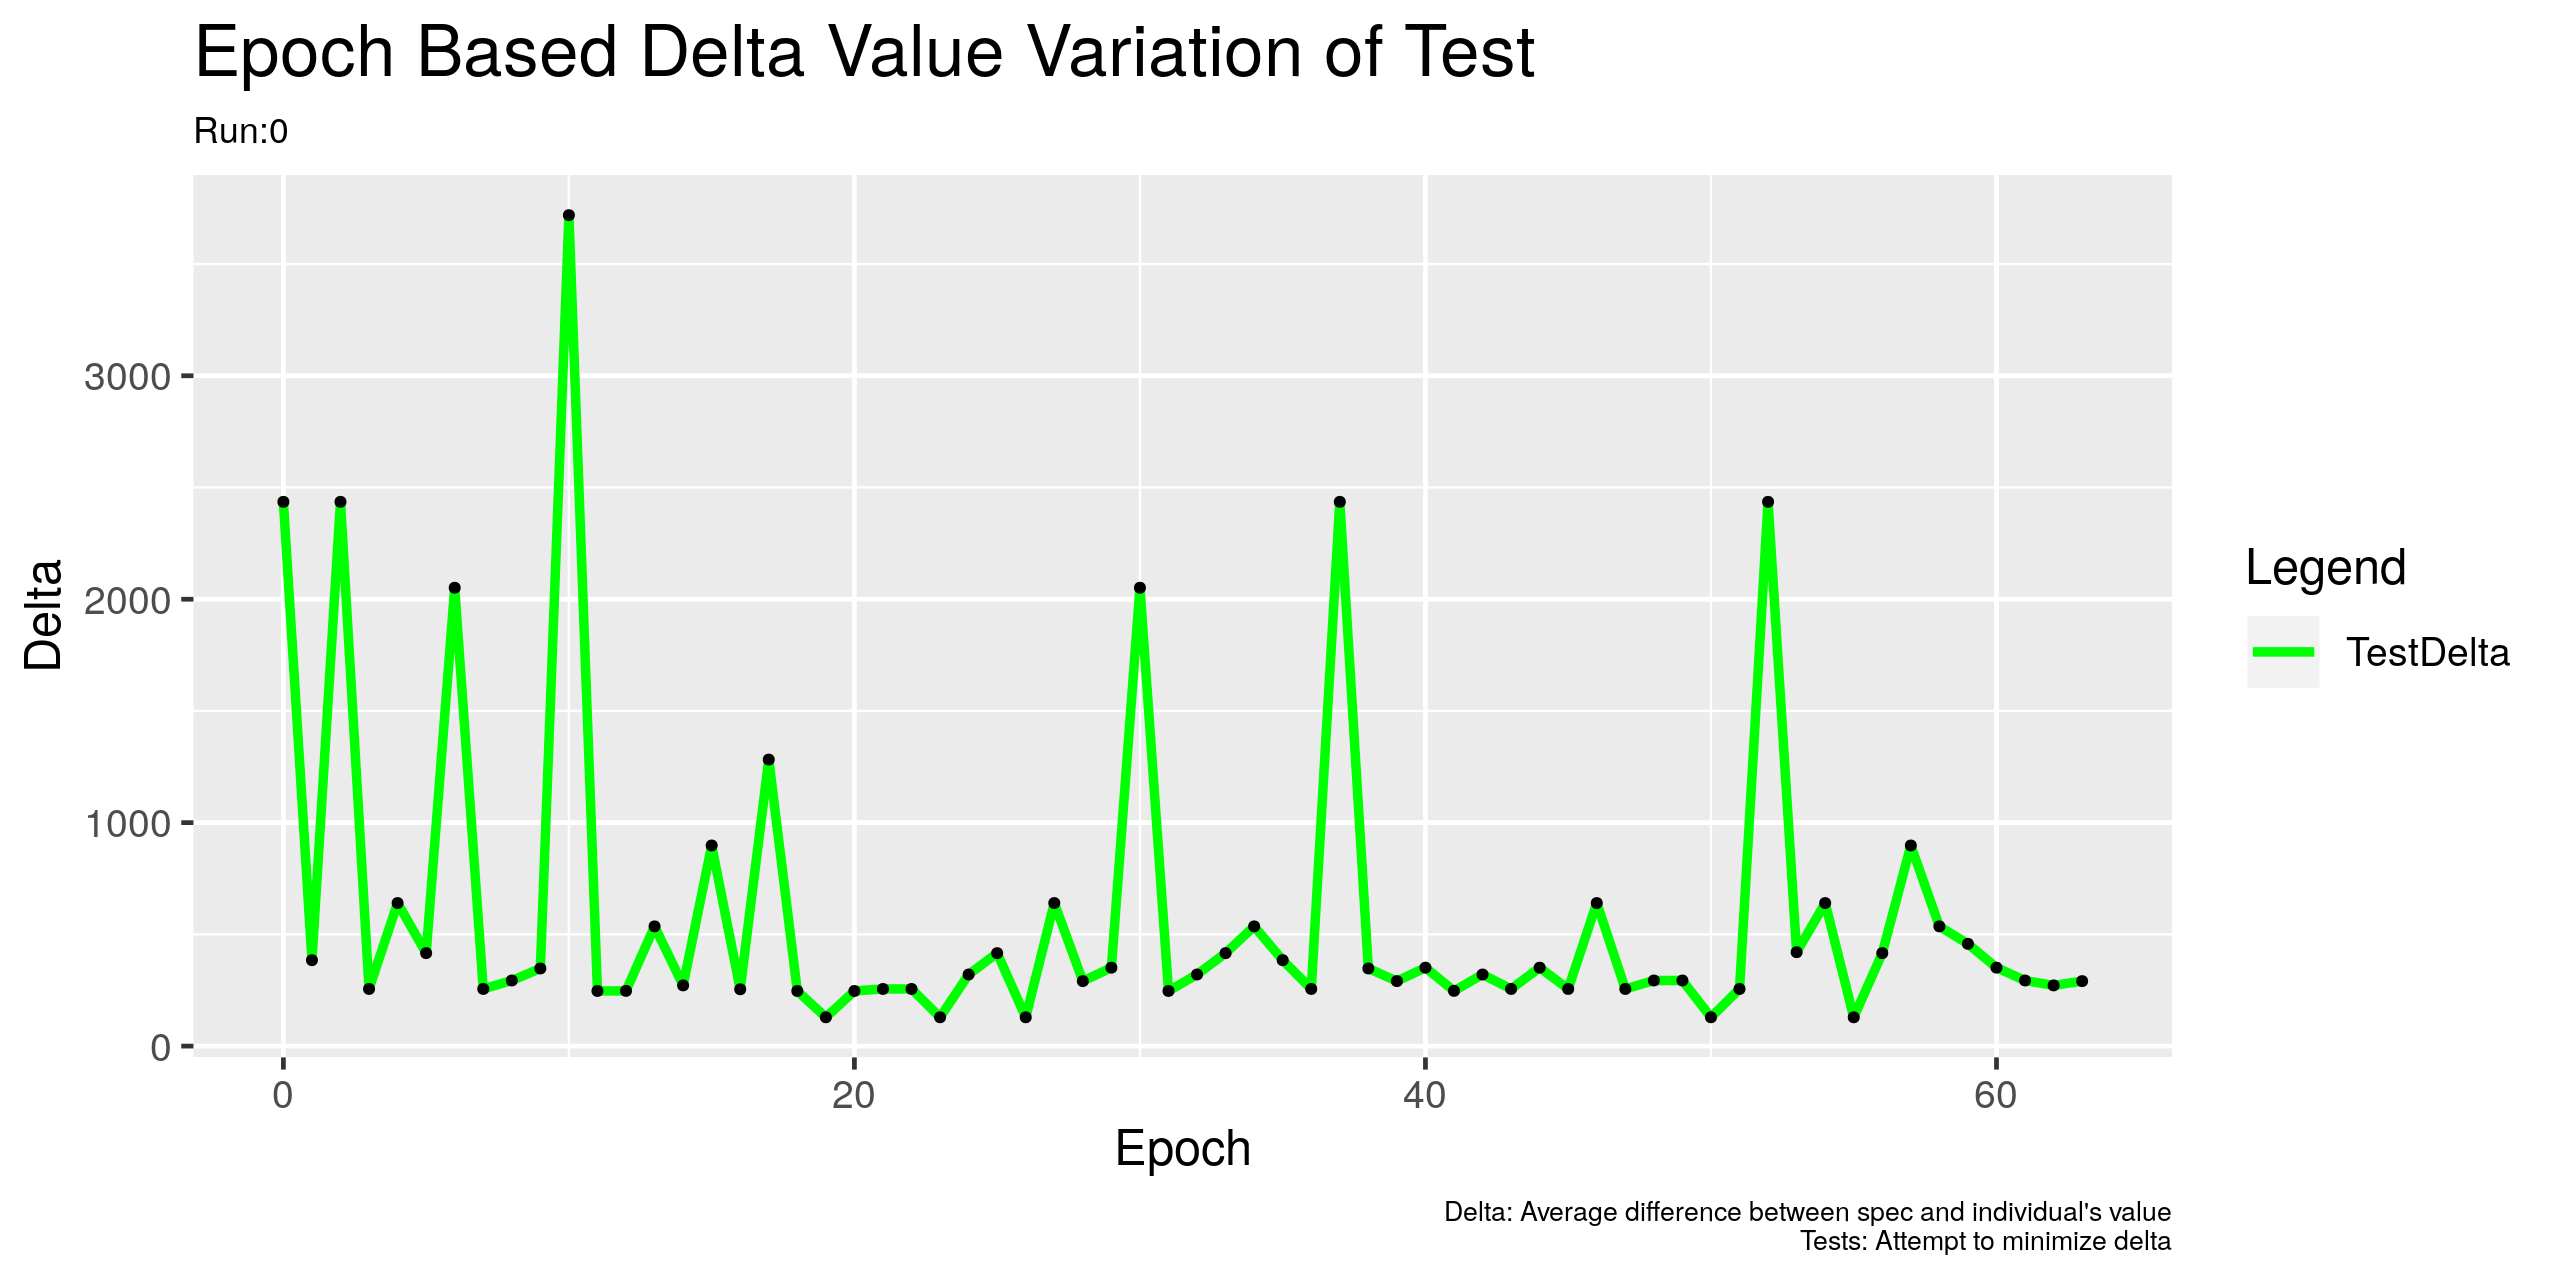 Epoch Based Delta Value Variation of Test
Run:0
Delta
3000
2000
1000
0
0 20 40 60
Epoch
Legend
TestDelta
Delta: Average difference between spec and individual's value
Tests: Attempt to minimize delta